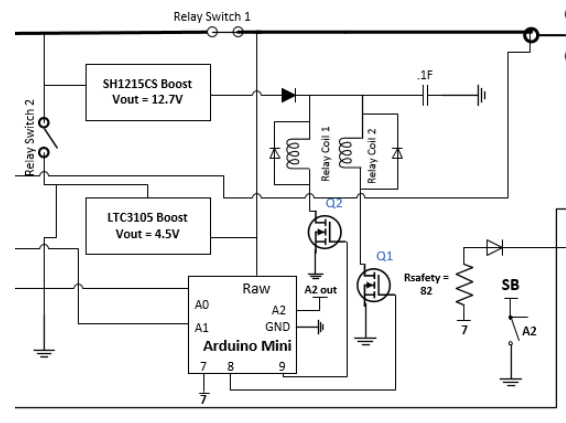 Relay Switch 1
SH1215CS Boost
Vout = 12.7V
.1F
Relay Switch 2
Relay Coil 1
Relay Coil 2
LTC3105 Boost
Vout = 4.5V
Q2
Q1
Rsafety =
82
7
SB
A2
Raw
A0
A1
A2
A2 out
GND
Arduino Mini
7
8
9
7